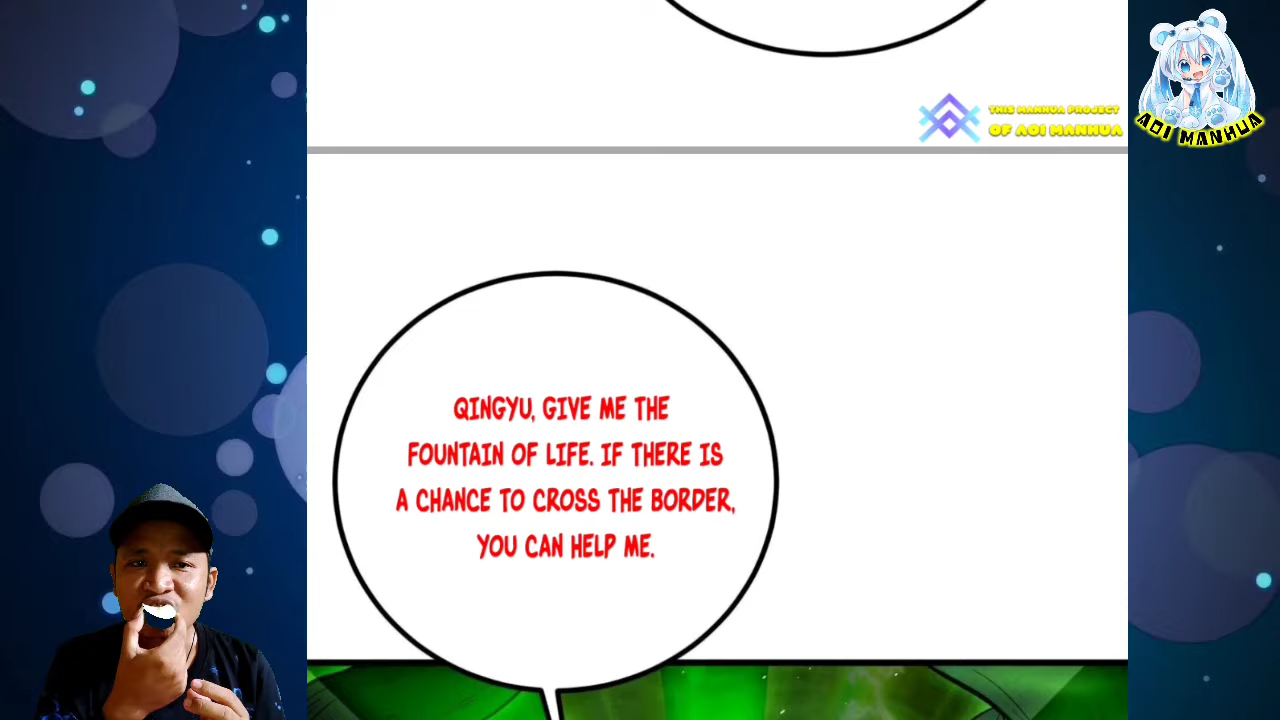 THIS MANHUA PROJECT
OF AOI MANHUA
AOI MANHUA
QINGYU, GIVE ME THE
FOUNTAIN OF LIFE. IF THERE IS
A CHANCE TO CROSS THE BORDER,
YOU CAN HELP ME.